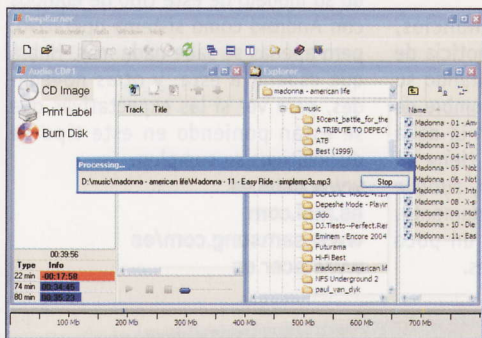 DeepBurner
File View Recorder Tools Window Help
Audio CD#1
CD Image
Print Label
Burn Disk
Track Title
Explorer
madonna - american life
music
50cent_battle_for_the
A TRIBUTE TO DEPECH
ATB
Best (1999)
Name
Madonna - 01 - Am
Madonna - 02 - Holl
Madonna - 03 - I'm
Madonna - 04 - Lov
Madonna - 05 - Not
Madonna - 06 - Not
Madonna - 07 - Int
Madonna - 08 - X-s
Madonna - 09 - Mot
Madonna - 10 - Die
Madonna - 11 - Eas
Processing...
D:\music\madonna - american life\Madonna - 11 - Easy Ride - simplemp3s.mp3
Stop
Depeshe Mode - Playin
dido
DJ.Tiesto--Perfect.Rem
Eminem - Encore 2004
Futurama
Hi-Fi Best
madonna - american lif
NFS Underground 2
paul_van_dyk
00:39:56
Type Info
22 min -00:17:58
74 min 00:34:45
80 min 00:35:23
100 Mb 200 Mb 300 Mb 400 Mb 500 Mb 600 Mb 700 Mb